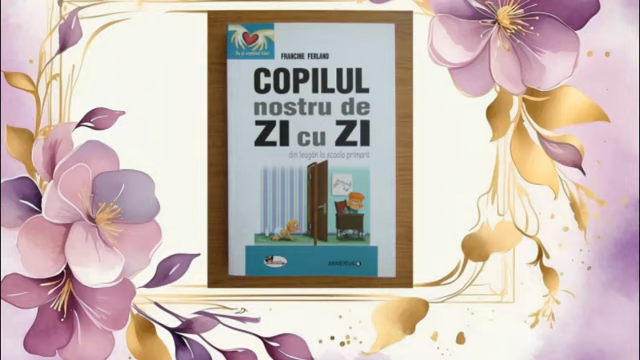 FRANCINE FERLAND
COPILUL
nostru de
ZI cu ZI
din leagăn la școala primară